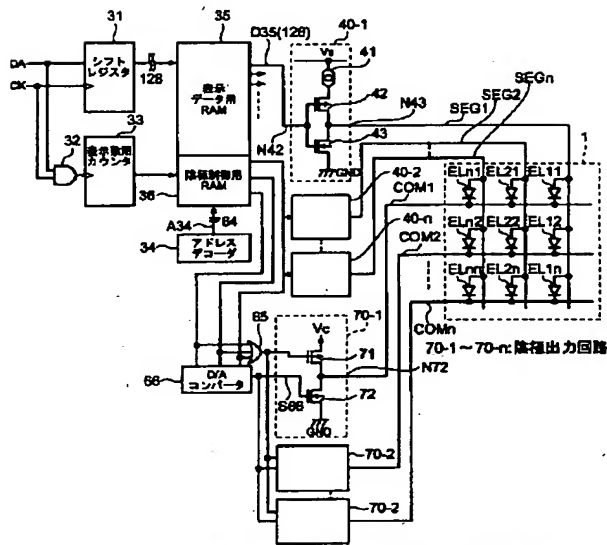 31
35
D35(128)
40-1
DA
CK
シフト
レジスタ
128
33
32
表示数用
カウンタ
表示
データ用
RAM
陰極制御用
RAM
36
A34
64
34
アドレス
デコーダ
Vs
41
42
43
N42
N43
GND
SEG1
SEG2
SEGn
1
40-2
40-n
COM1
COM2
COMn
ELn1
EL21
EL11
ELn2
EL22
EL12
ELnn
EL2n
EL1n
70-1~70-n:陰極出力回路
65
66
D/A
コンバータ
S66
70-1
Vc
71
72
N72
GND
70-2
70-2